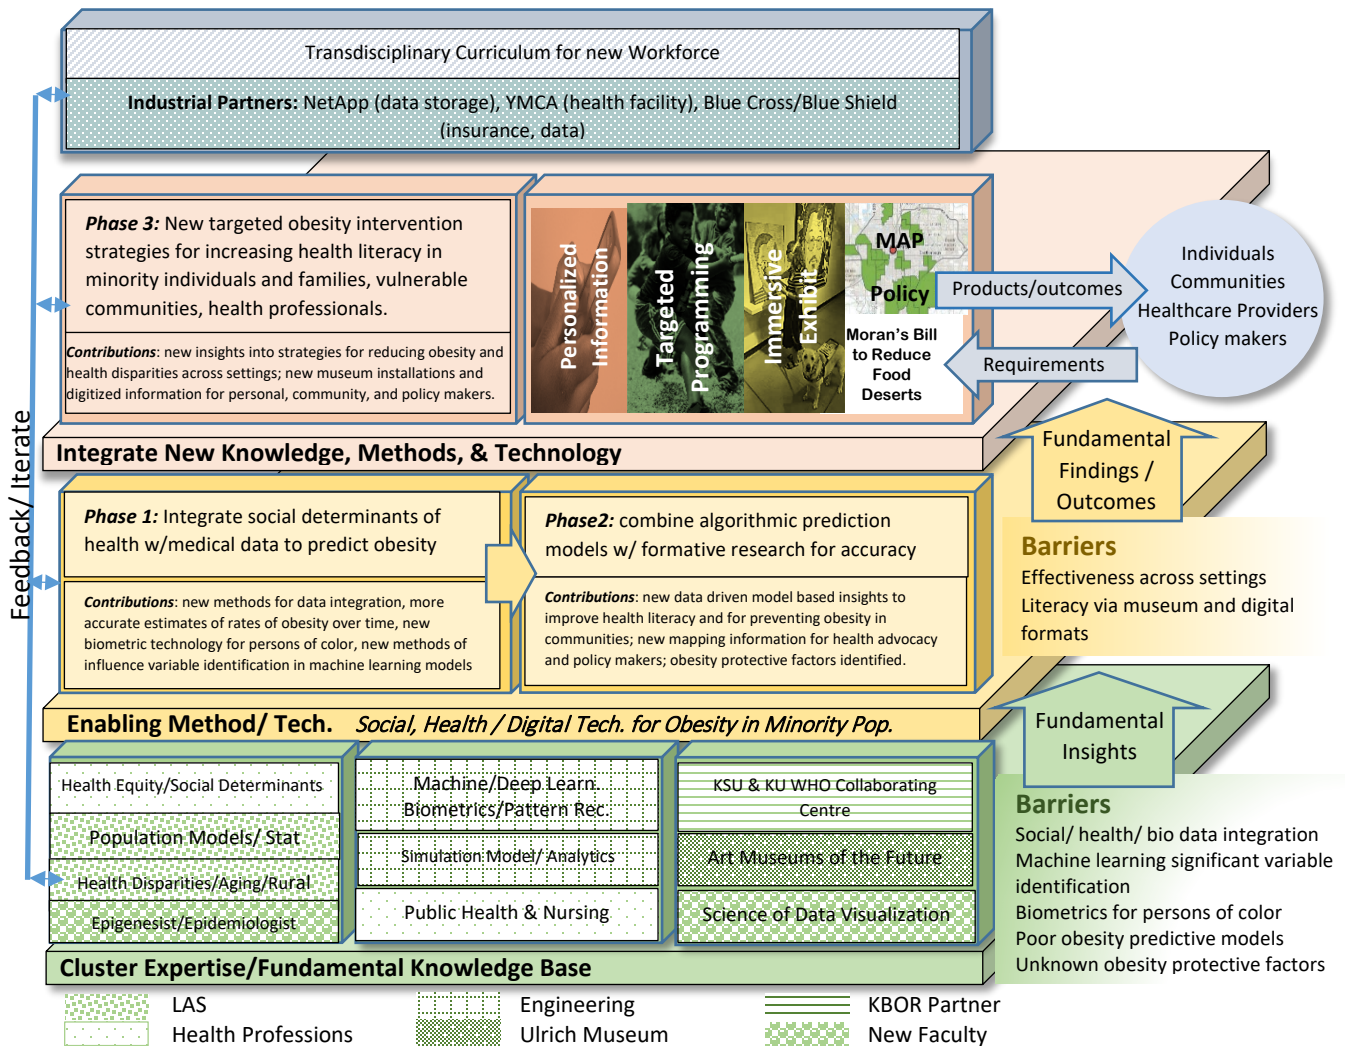 Transdisciplinary Curriculum for new Workforce
Industrial Partners: NetApp (data storage), YMCA (health facility), Blue Cross/Blue Shield
(insurance, data)
Feedback/ Iterate
Phase 3: New targeted obesity intervention
strategies for increasing health literacy in
minority individuals and families, vulnerable
communities, health professionals.
Contributions: new insights into strategies for reducing obesity and
health disparities across settings; new museum installations and
digitized information for personal, community, and policy makers.
Personalized
Information
Targeted
Programming
Immersive
Exhibit
MAP
Policy
Moran's Bill
to Reduce
Food
Deserts
Products/outcomes
Requirements
Individuals
Communities
Healthcare Providers
Policy makers
Integrate New Knowledge, Methods, & Technology
Fundamental
Findings /
Outcomes
Phase 1: Integrate social determinants of
health w/medical data to predict obesity
Contributions: new methods for data integration, more
accurate estimates of rates of obesity over time, new
biometric technology for persons of color, new methods of
influence variable identification in machine learning models
Phase2: combine algorithmic prediction
models w/ formative research for accuracy
Contributions: new data driven model based insights to
improve health literacy and for preventing obesity in
communities; new mapping information for health advocacy
and policy makers; obesity protective factors identified.
Barriers
Effectiveness across settings
Literacy via museum and digital
formats
Enabling Method/ Tech. Social, Health / Digital Tech. for Obesity in Minority Pop.
Fundamental
Insights
Health Equity/Social Determinants
Population Models/ Stat
Health Disparities/Aging/Rural
Epigenesist/Epidemiologist
Machine/Deep Learn.
Biometrics/Pattern Rec.
Simulation Model/ Analytics
Public Health & Nursing
KSU & KU WHO Collaborating
Centre
Art Museums of the Future
Science of Data Visualization
Barriers
Social/ health/ bio data integration
Machine learning significant variable
identification
Biometrics for persons of color
Poor obesity predictive models
Unknown obesity protective factors
Cluster Expertise/Fundamental Knowledge Base
LAS
Engineering
KBOR Partner
Health Professions
Ulrich Museum
New Faculty